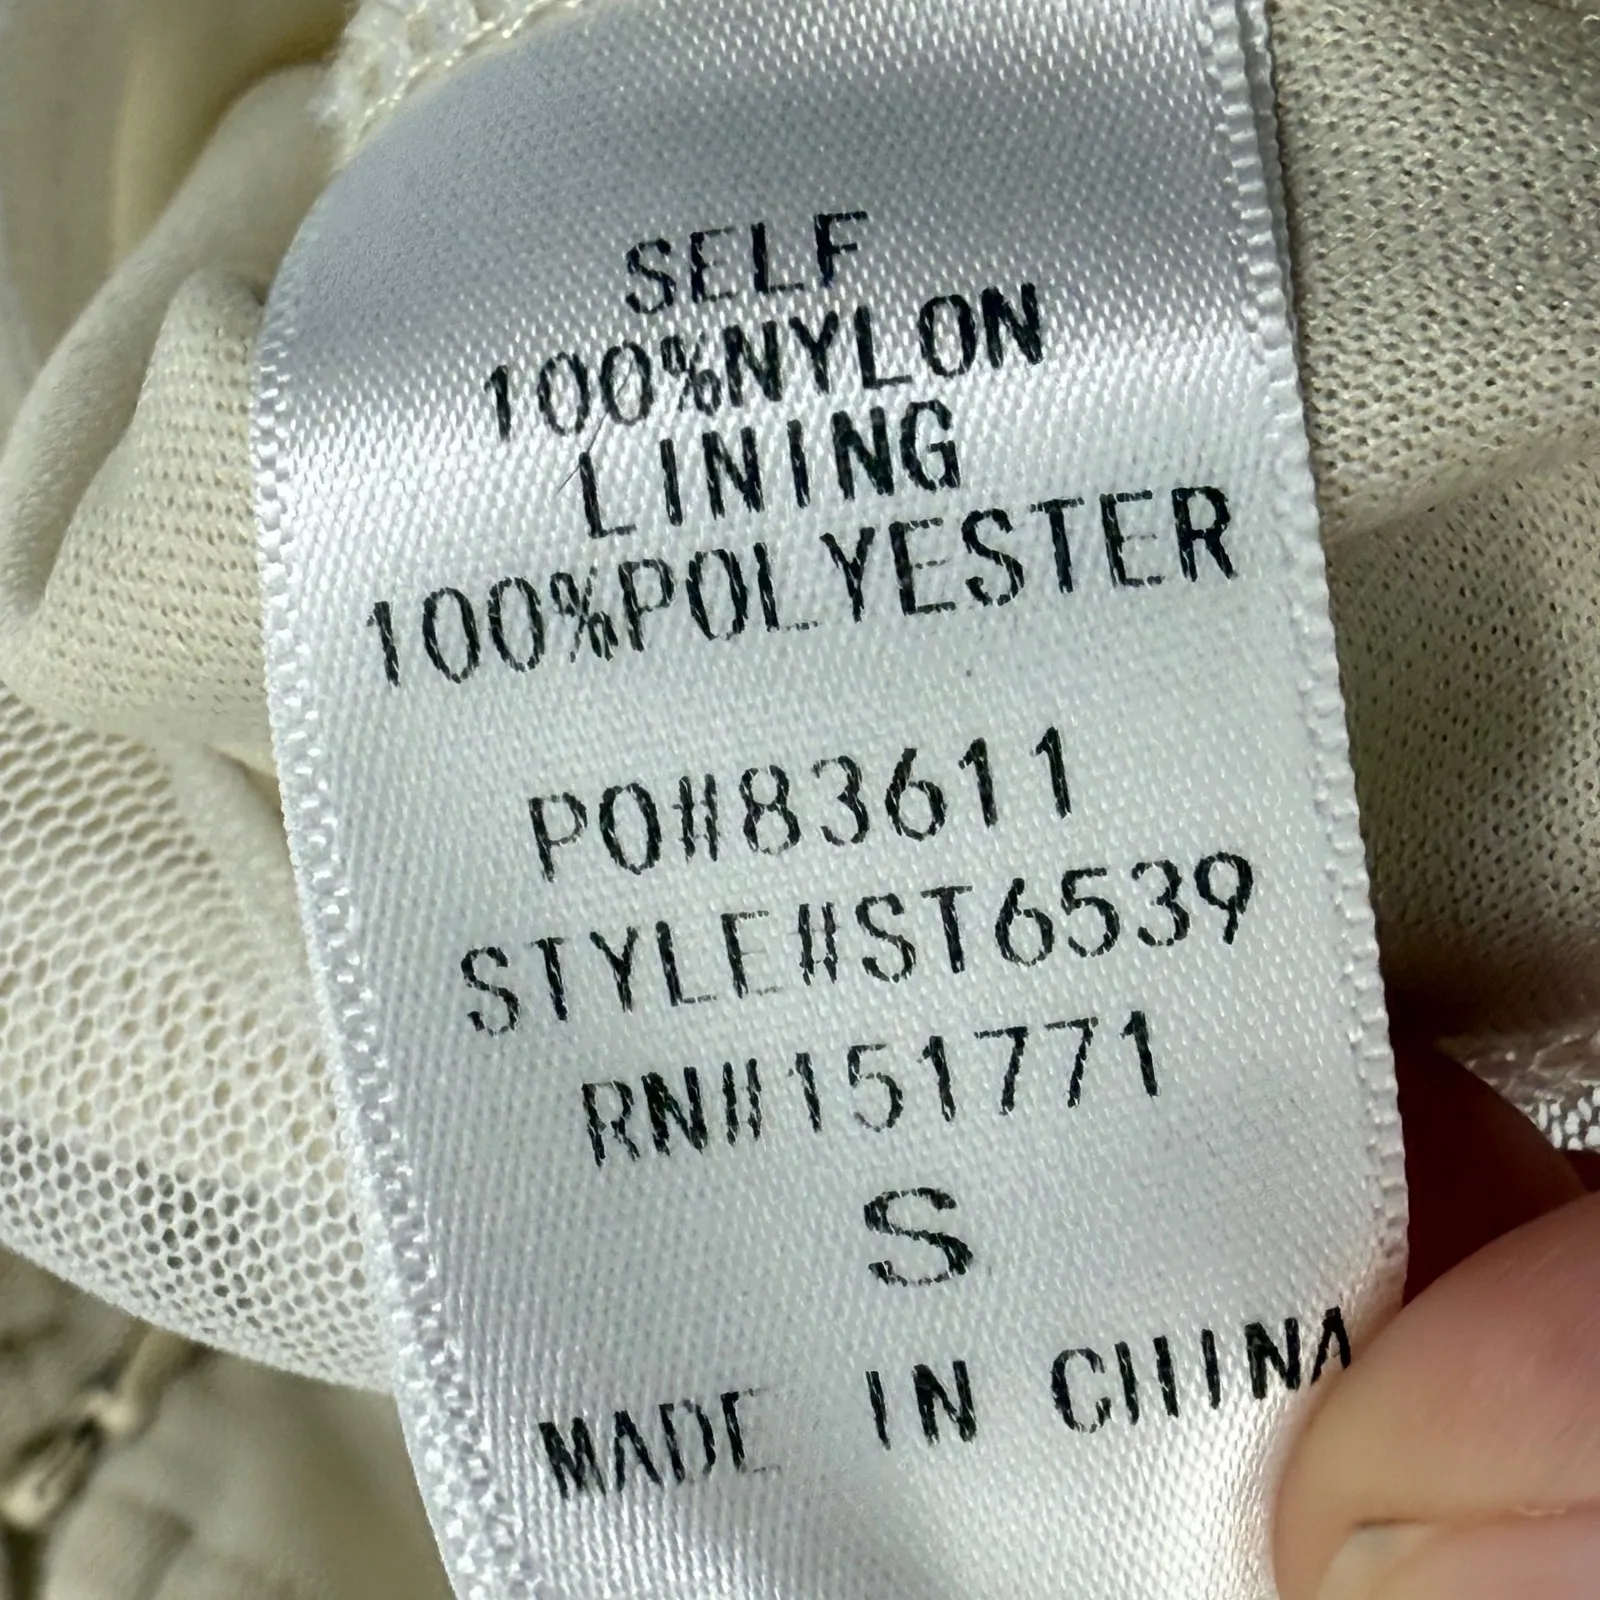 SELF
100%NYLON
LINING
100%POLYESTER
PO#83611
STYLE#ST6539
RN#151771
S
MADE IN CHINA